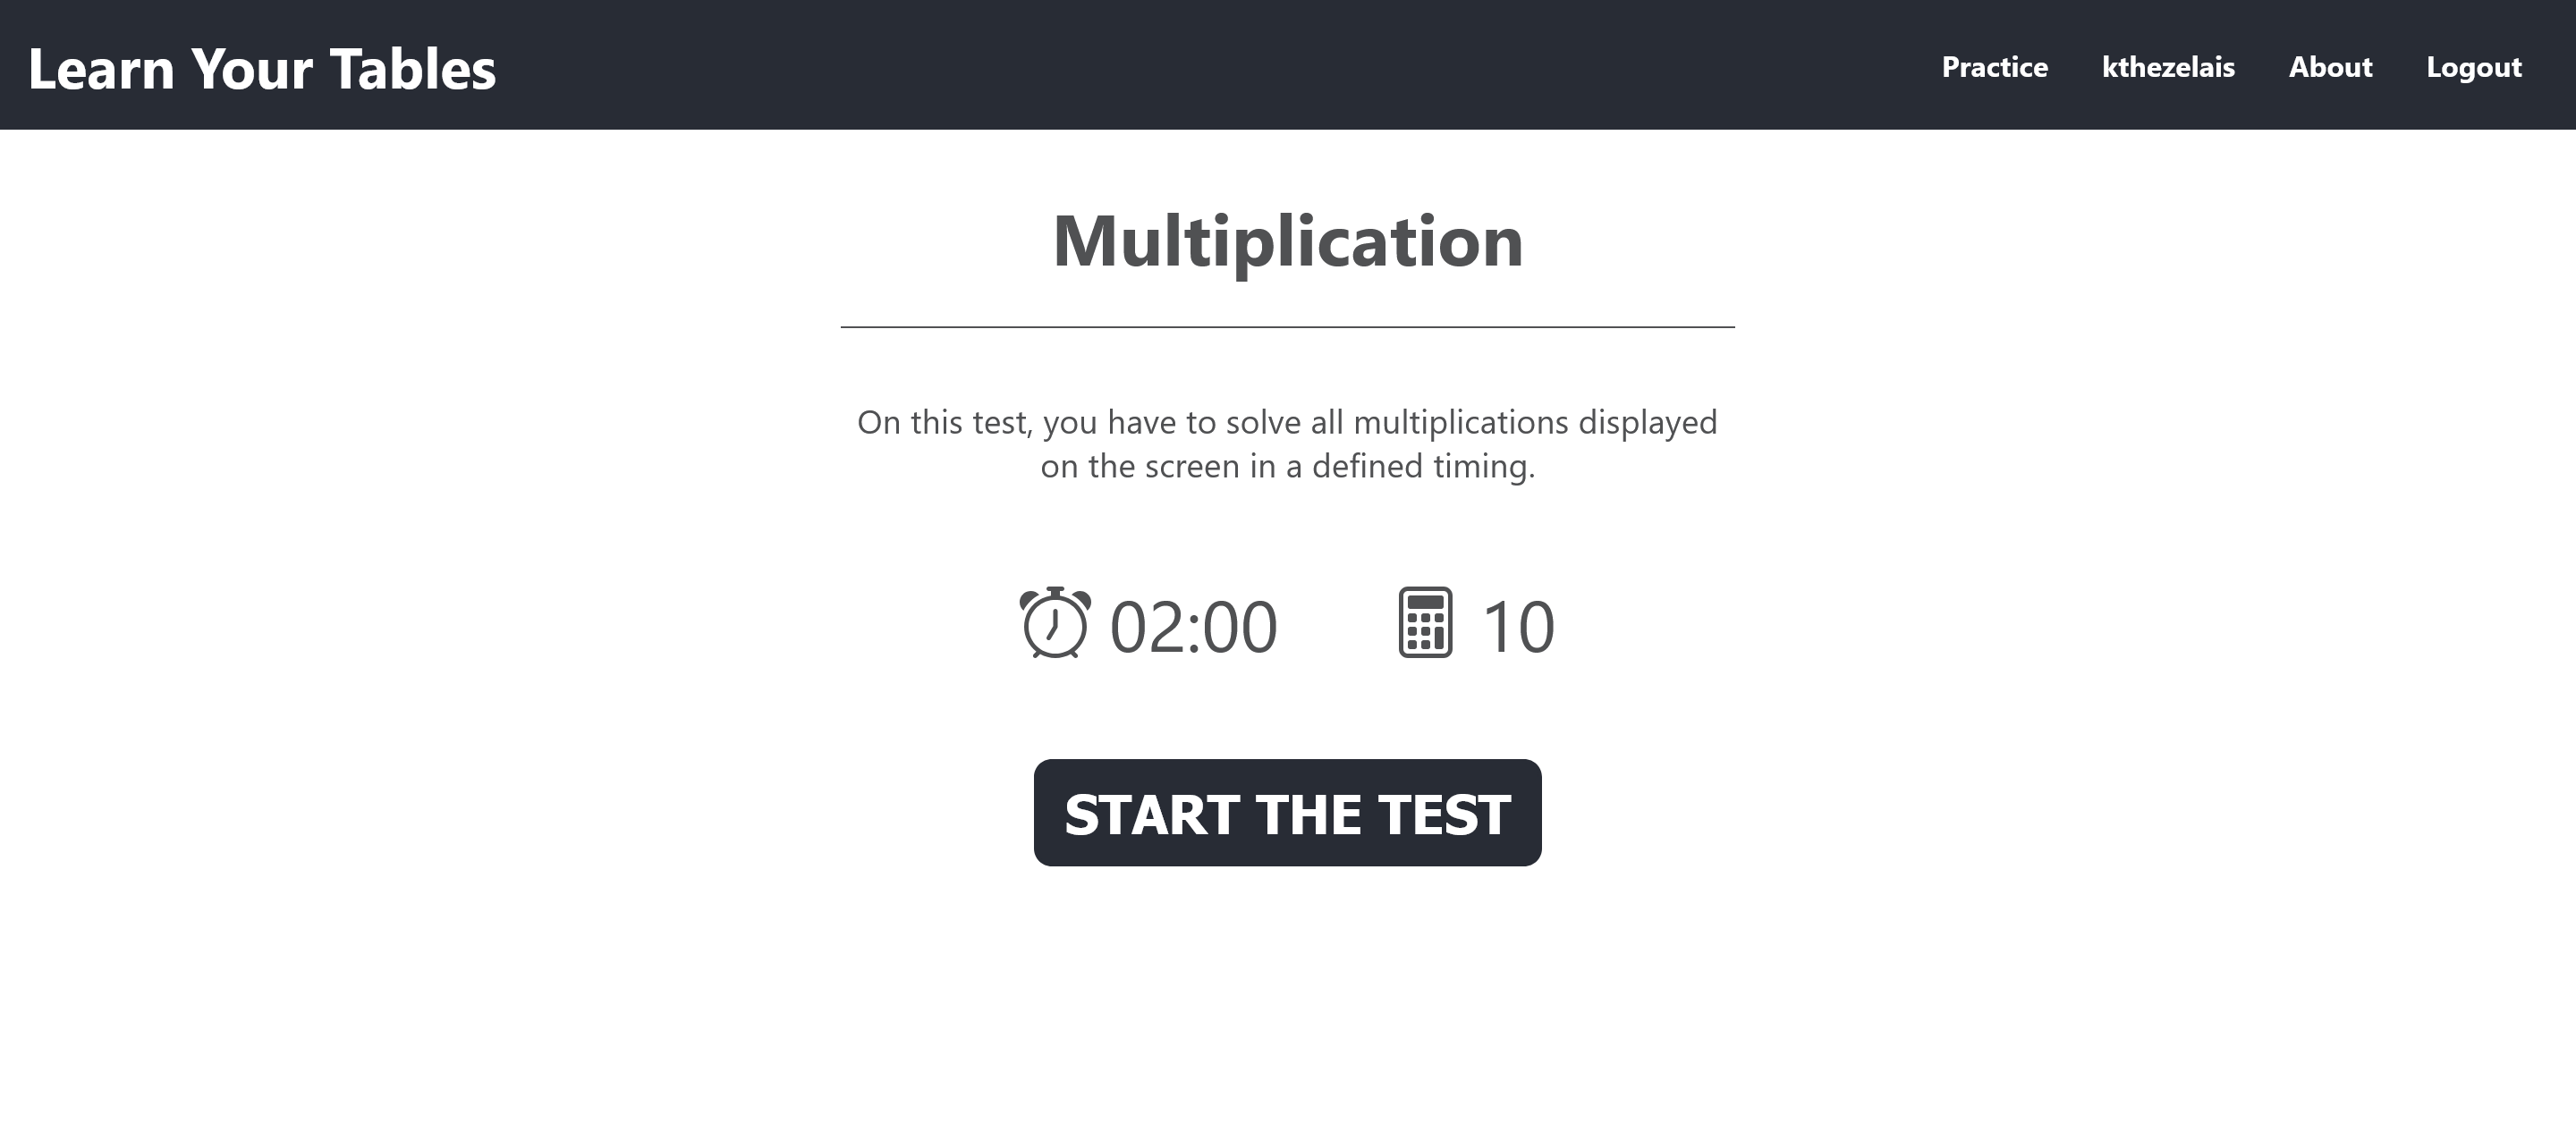 Learn Your Tables
Practice kthezelais About Logout
Multiplication
On this test, you have to solve all multiplications displayed
on the screen in a defined timing.
02:00 10
START THE TEST